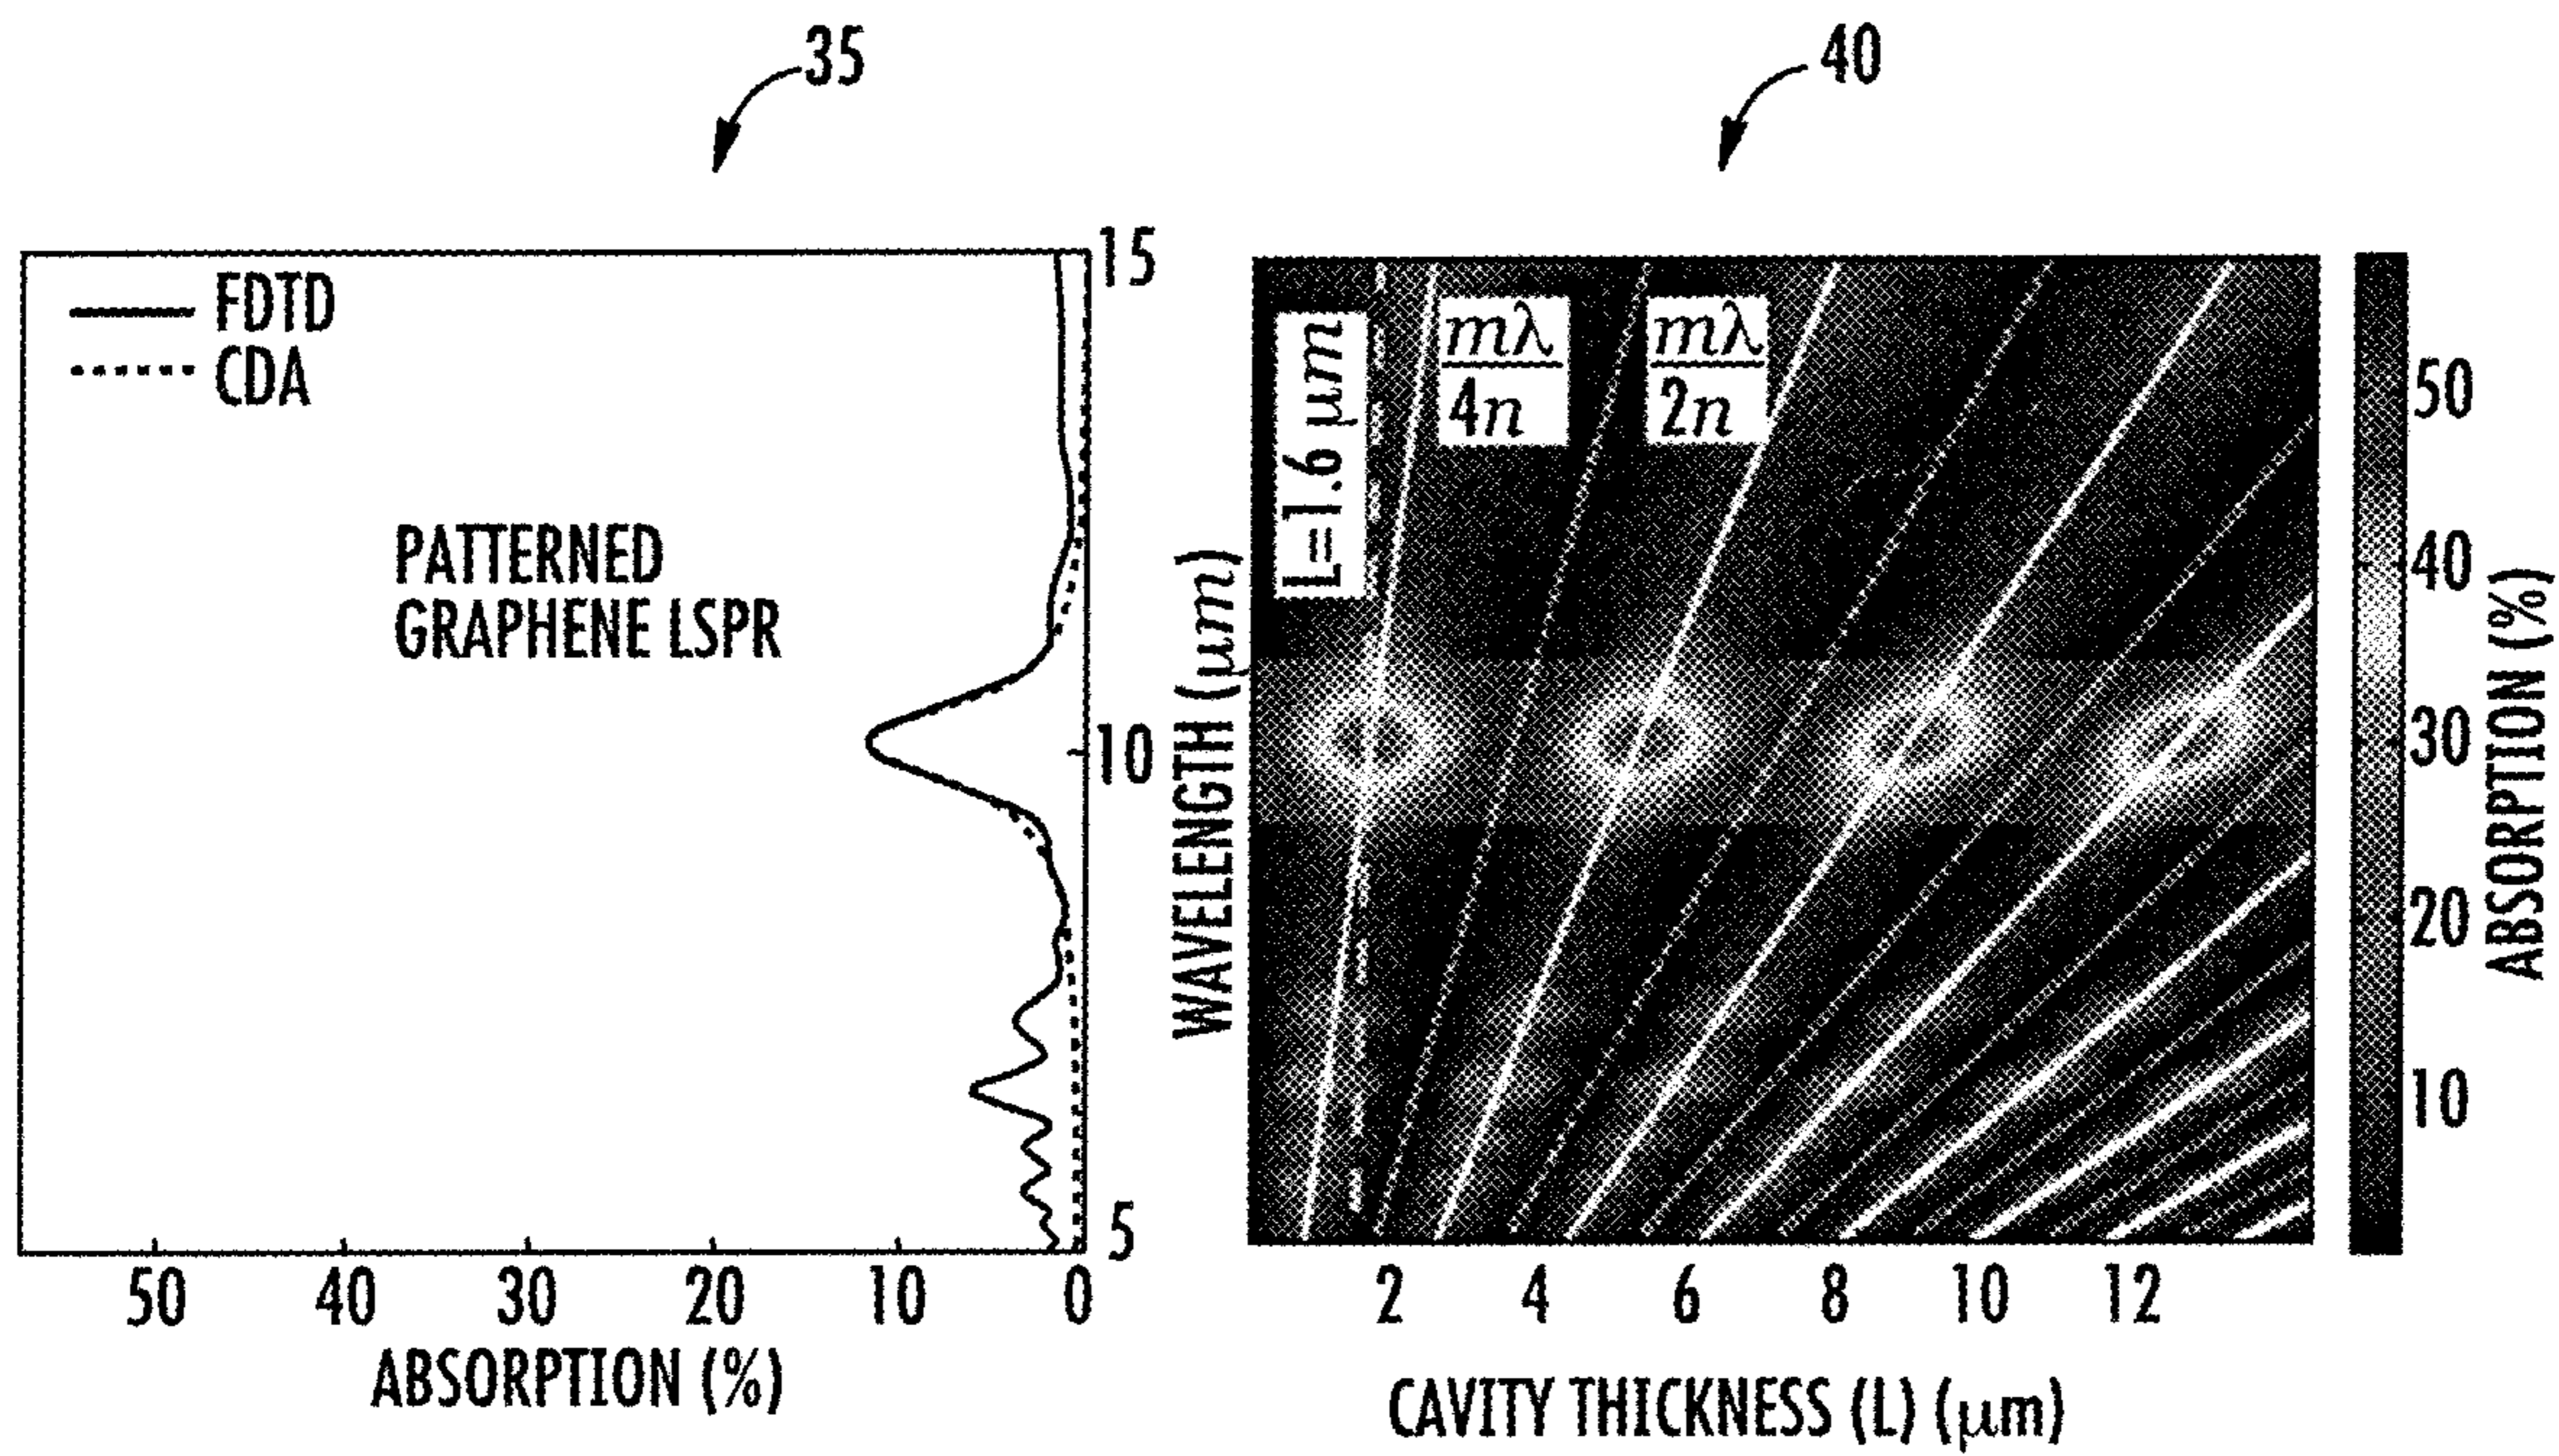 35
40
FDTD
CDA
PATTERNED
GRAPHENE LSPR
15
10
5
50 40 30 20 10 0
ABSORPTION (%)
WAVELENGTH (μm)
L=1.6 μm
mλ
4n
mλ
2n
2 4 6 8 10 12
CAVITY THICKNESS (L) (μm)
50
40
30
20
10
ABSORPTION (%)